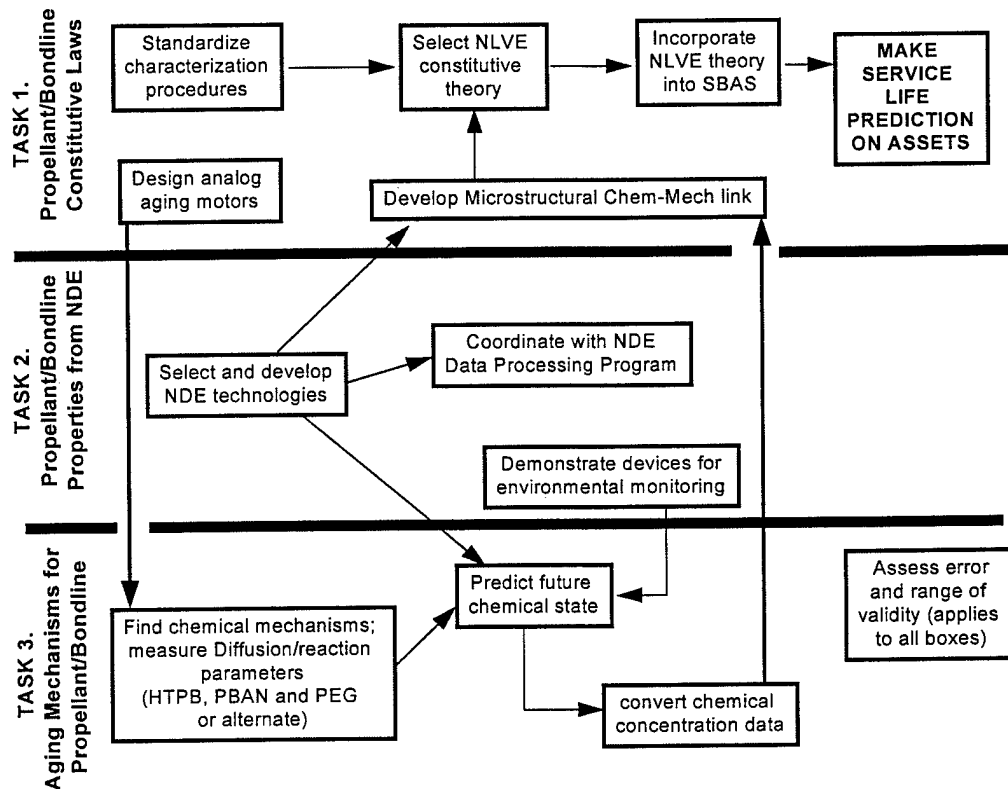 TASK 1.
Propellant/Bondline
Constitutive Laws
Standardize
characterization
procedures
Select NLVE
constitutive
theory
Incorporate
NLVE theory
into SBAS
MAKE
SERVICE
LIFE
PREDICTION
ON ASSETS
Design analog
aging motors
Develop Microstructural Chem-Mech link
TASK 2.
Propellant/Bondline
Properties from NDE
Select and develop
NDE technologies
Coordinate with NDE
Data Processing Program
Demonstrate devices for
environmental monitoring
TASK 3.
Aging Mechanisms for
Propellant/Bondline
Find chemical mechanisms;
measure Diffusion/reaction
parameters
(HTPB, PBAN and PEG
or alternate)
Predict future
chemical state
convert chemical
concentration data
Assess error
and range of
validity (applies
to all boxes)